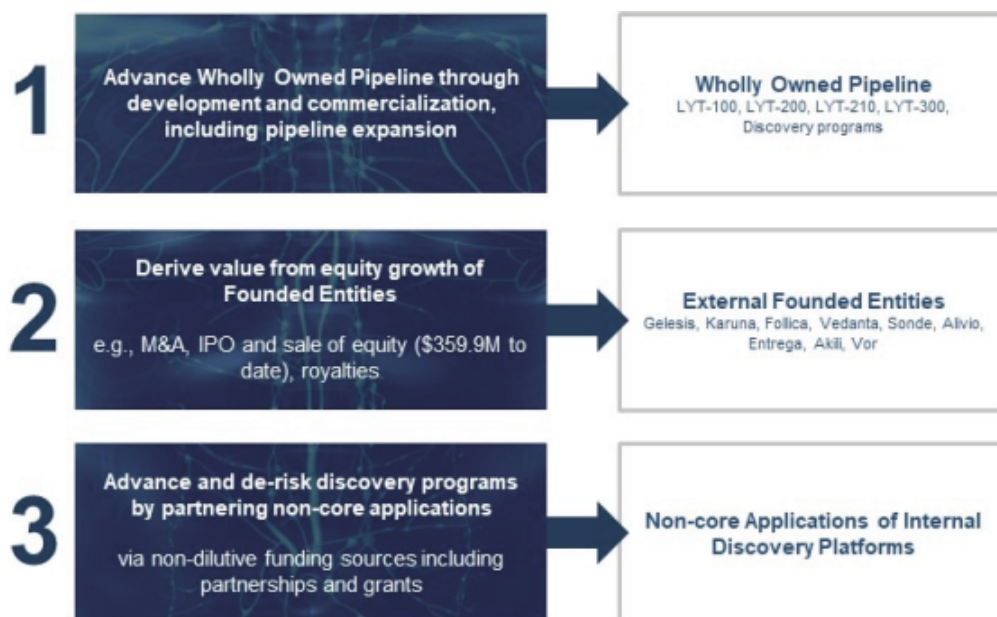 1
Advance Wholly Owned Pipeline through
development and commercialization,
including pipeline expansion
Wholly Owned Pipeline
LYT-100, LYT-200, LYT-210, LYT-300,
Discovery programs
2
Derive value from equity growth of
Founded Entities
e.g., M&A, IPO and sale of equity ($359.9M to
date), royalties
External Founded Entities
Gelesis, Karuna, Follica, Vedanta, Sonde, Alivio,
Entrega, Akili, Vor
3
Advance and de-risk discovery programs
by partnering non-core applications
via non-dilutive funding sources including
partnerships and grants
Non-core Applications of Internal
Discovery Platforms